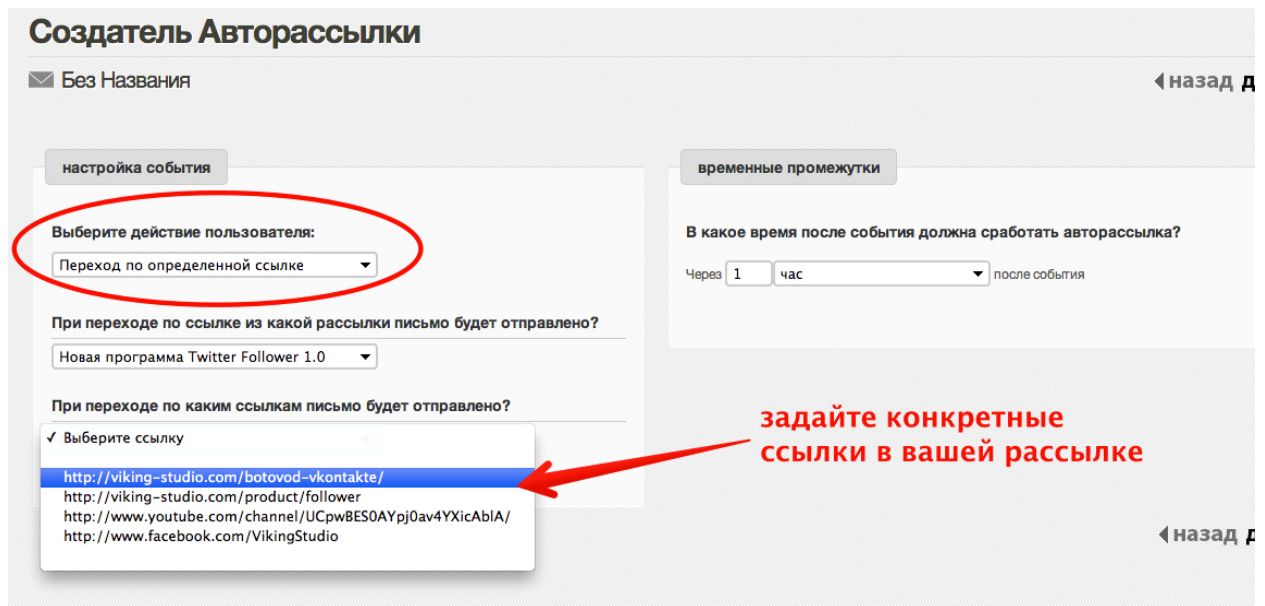 Создатель Авторассылки
Без Названия
назад
настройка события
Выберите действие пользователя:
Переход по определенной ссылке
При переходе по ссылке из какой рассылки письмо будет отправлено?
Новая программа Twitter Follower 1.0
При переходе по каким ссылкам письмо будет отправлено?
✓ Выберите ссылку
http://viking-studio.com/botovod-vkontakte/
http://viking-studio.com/product/follower
http://www.youtube.com/channel/UCpwBES0AYpj0av4YXicAblA/
http://www.facebook.com/VikingStudio
временные промежутки
В какое время после события должна сработать авторассылка?
Через 1 час после события
задайте конкретные
ссылки в вашей рассылке
назад